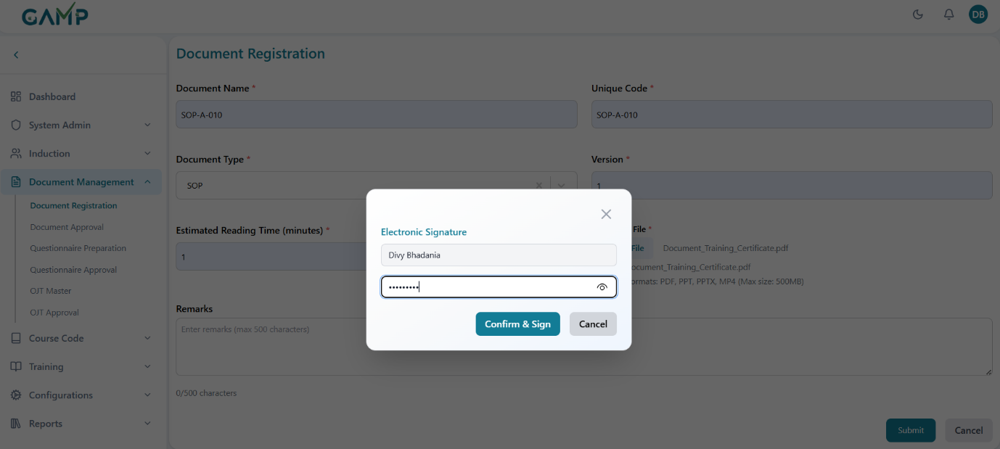 GAMP
DB
Document Registration
Document Name *
Unique Code *
SOP-A-010
SOP-A-010
Dashboard
System Admin
Induction
Document Management
Document Registration
Document Approval
Questionnaire Preparation
Questionnaire Approval
OJT Master
OJT Approval
Course Code
Training
Configurations
Reports
Document Type *
Version *
SOP
1
Estimated Reading Time (minutes) *
File *
1
File
Document_Training_Certificate.pdf
ocument_Training_Certificate.pdf
ormats: PDF, PPT, PPTX, MP4 (Max size: 500MB)
Electronic Signature
Divy Bhadania
•••••••••
Confirm & Sign
Cancel
Remarks
Enter remarks (max 500 characters)
0/500 characters
Submit
Cancel